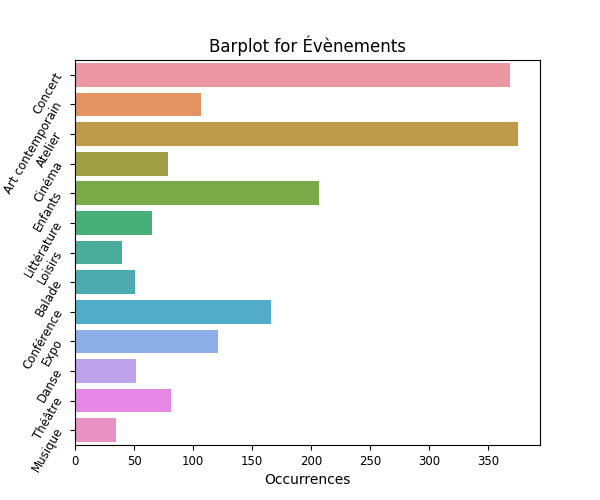 Barplot for Évènements
Concert
Art contemporain
Atelier
Cinéma
Enfants
Littérature
Loisirs
Balade
Conférence
Expo
Danse
Théâtre
Musique
0 50 100 150 200 250 300 350
Occurrences